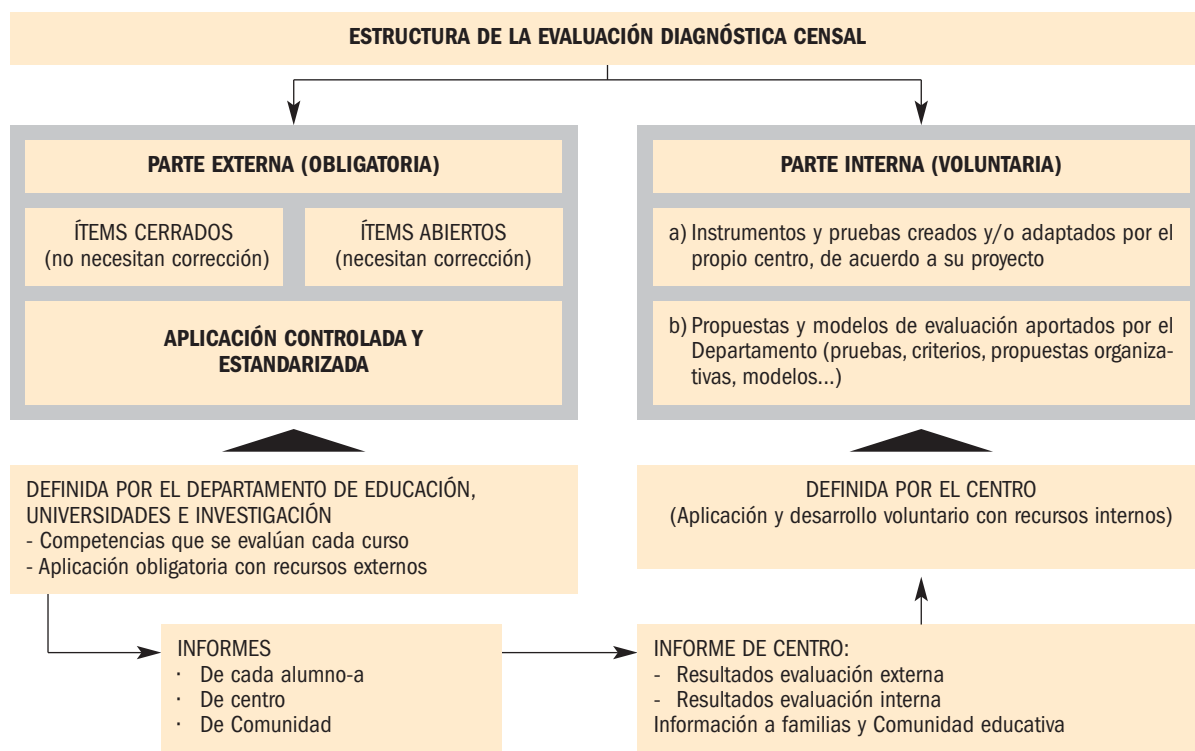 ESTRUCTURA DE LA EVALUACIÓN DIAGNÓSTICA CENSAL
PARTE EXTERNA (OBLIGATORIA)
ÍTEMS CERRADOS
(no necesitan corrección)
ÍTEMS ABIERTOS
(necesitan corrección)
APLICACIÓN CONTROLADA Y
ESTANDARIZADA
PARTE INTERNA (VOLUNTARIA)
a) Instrumentos y pruebas creados y/o adaptados por el
propio centro, de acuerdo a su proyecto
b) Propuestas y modelos de evaluación aportados por el
Departamento (pruebas, criterios, propuestas organiza-
tivas, modelos...)
DEFINIDA POR EL DEPARTAMENTO DE EDUCACIÓN,
UNIVERSIDADES E INVESTIGACIÓN
- Competencias que se evalúan cada curso
- Aplicación obligatoria con recursos externos
DEFINIDA POR EL CENTRO
(Aplicación y desarrollo voluntario con recursos internos)
INFORMES
· De cada alumno-a
· De centro
· De Comunidad
INFORME DE CENTRO:
- Resultados evaluación externa
- Resultados evaluación interna
Información a familias y Comunidad educativa